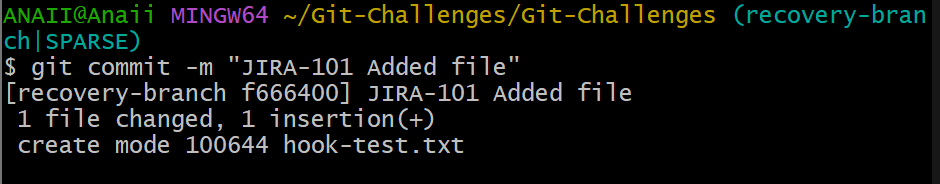 ANAII@Anaii MINGW64 ~/Git-Challenges/Git-Challenges (recovery-bran
ch|SPARSE)
$ git commit -m "JIRA-101 Added file"
[recovery-branch f666400] JIRA-101 Added file
 1 file changed, 1 insertion(+)
 create mode 100644 hook-test.txt